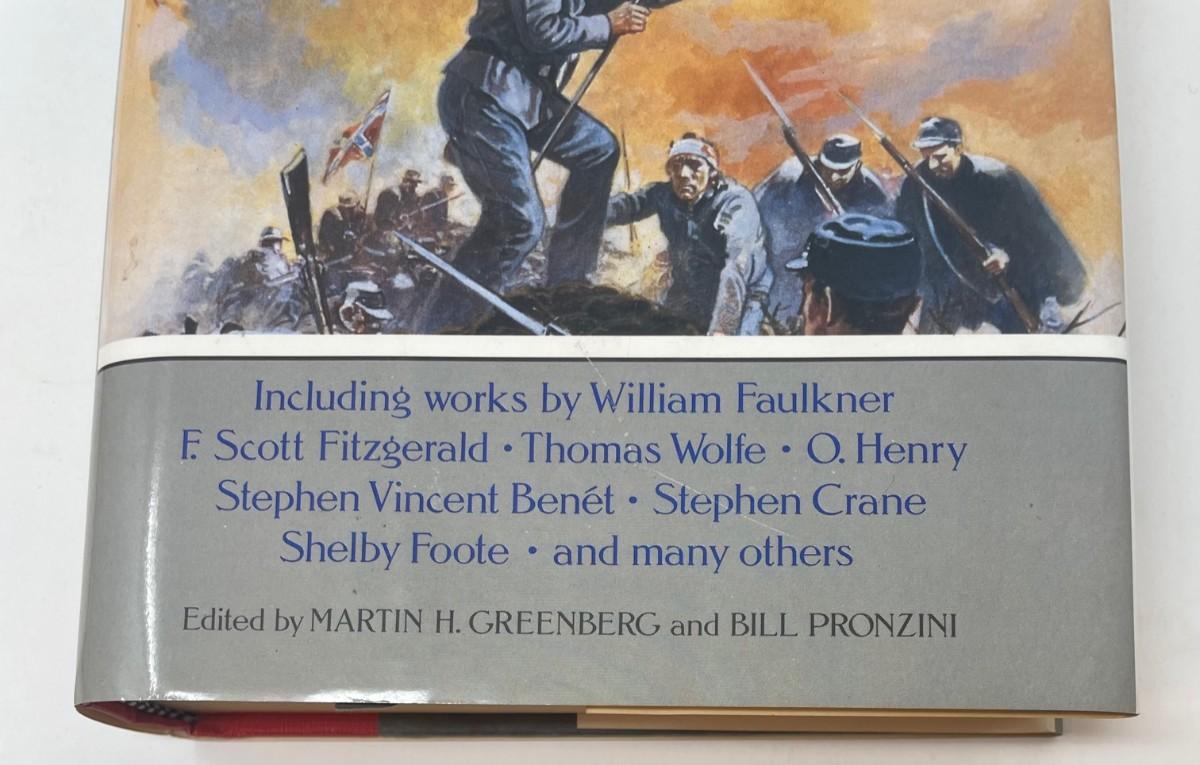 Including works by William Faulkner
F. Scott Fitzgerald • Thomas Wolfe • O. Henry
Stephen Vincent Benét • Stephen Crane
Shelby Foote • and many others
Edited by MARTIN H. GREENBERG and BILL PRONZINI